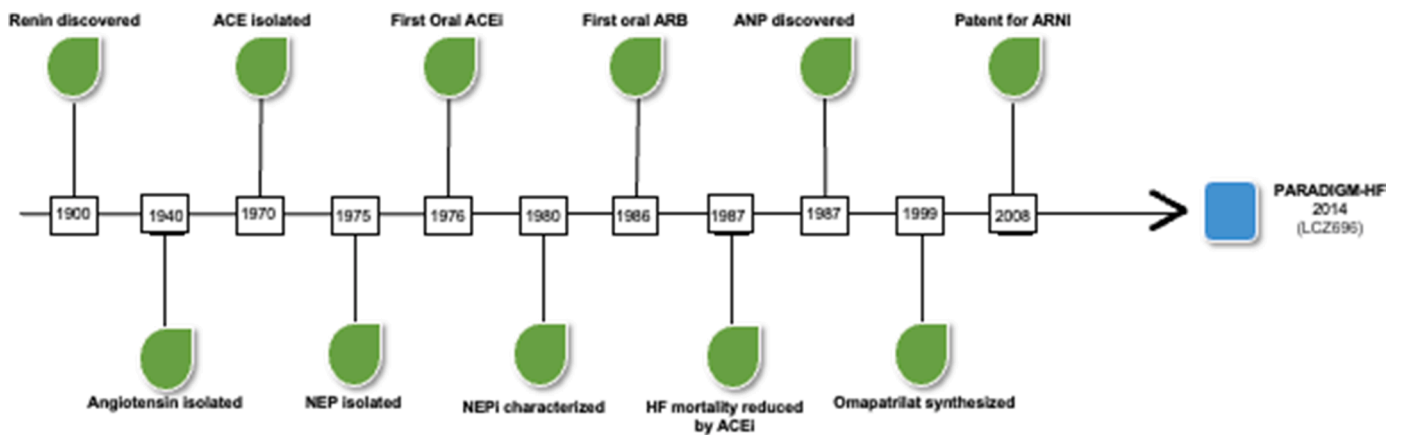 Renin discovered
ACE isolated
First Oral ACEi
First oral ARB
ANP discovered
Patent for ARNI
1900
1940
1970
1975
1976
1980
1986
1987
1987
1999
2008
PARADIGM-HF
2014
(LCZ696)
Angiotensin isolated
NEP isolated
NEPi characterized
HF mortality reduced
by ACEi
Omapatrilat synthesized